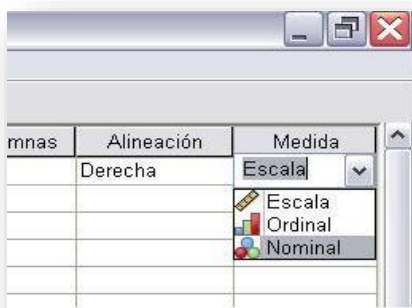 mnas Alineación Medida
Derecha Escala
Escala
Ordinal
Nominal